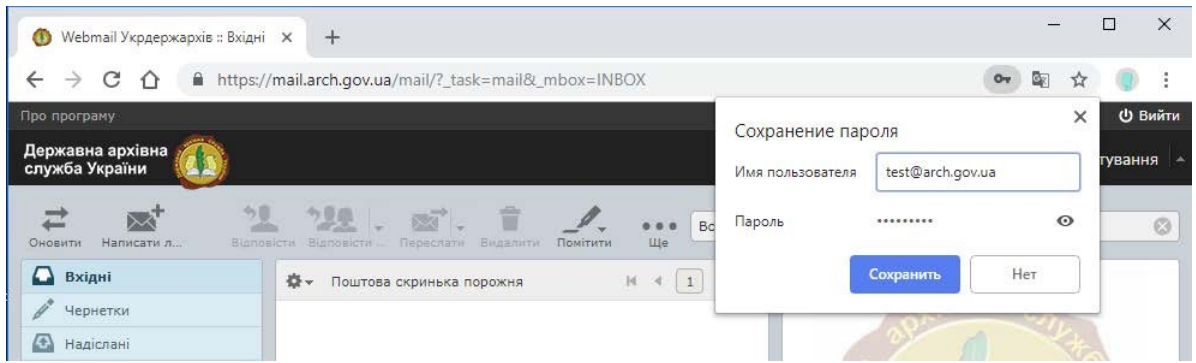 Webmail Укрдержархів :: Вхідні
https://mail.arch.gov.ua/mail/?_task=mail&_mbox=INBOX
Про програму
Вийти
Державна архівна
служба України
тування
Сохранение пароля
Имя пользователя test@arch.gov.ua
Пароль •••••••••
Сохранить Нет
Оновити Написати л... Відповісти Відповісти ... Переслати Видалити Помітити Ще Вс
Вхідні
Поштова скринька порожня 1
Чернетки
Надіслані